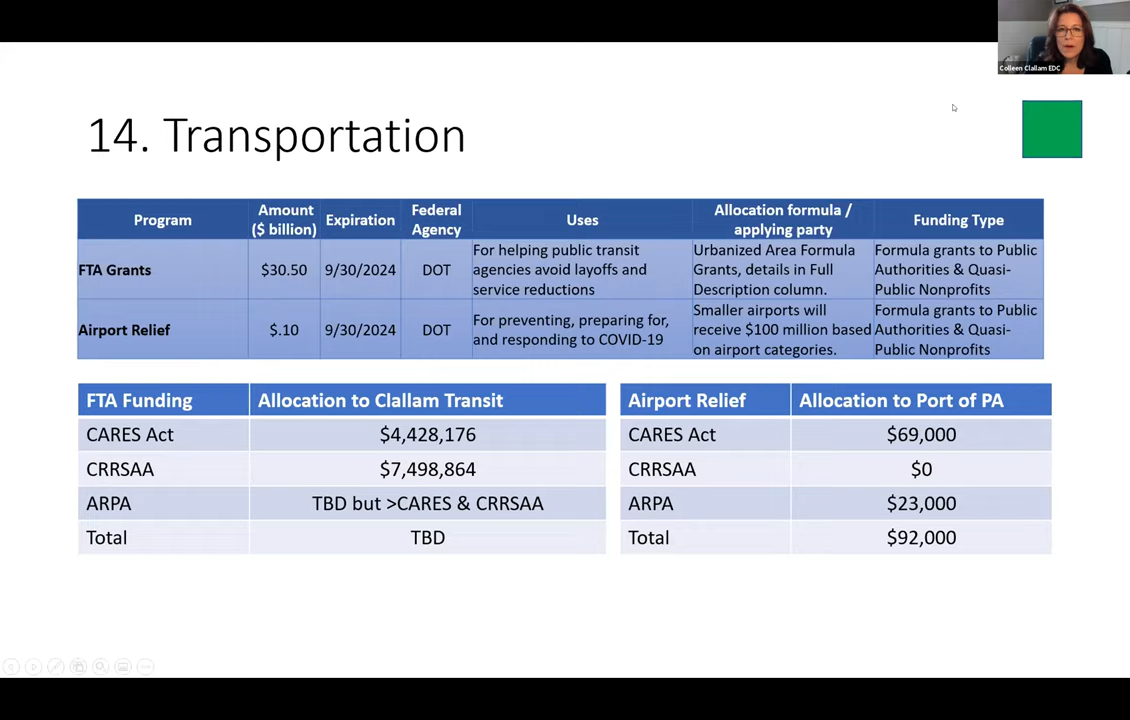 Colleen Clallam EDC
14. Transportation
Program
Amount
($ billion)
Expiration
Federal
Agency
Uses
Allocation formula /
applying party
Funding Type
FTA Grants
$30.50
9/30/2024
DOT
For helping public transit
agencies avoid layoffs and
service reductions
Urbanized Area Formula
Grants, details in Full
Description column.
Formula grants to Public
Authorities & Quasi-
Public Nonprofits
Airport Relief
$.10
9/30/2024
DOT
For preventing, preparing for,
and responding to COVID-19
Smaller airports will
receive $100 million based
on airport categories.
Formula grants to Public
Authorities & Quasi-
Public Nonprofits
FTA Funding
Allocation to Clallam Transit
CARES Act
$4,428,176
CRRSAA
$7,498,864
ARPA
TBD but >CARES & CRRSAA
Total
TBD
Airport Relief
Allocation to Port of PA
CARES Act
$69,000
CRRSAA
$0
ARPA
$23,000
Total
$92,000